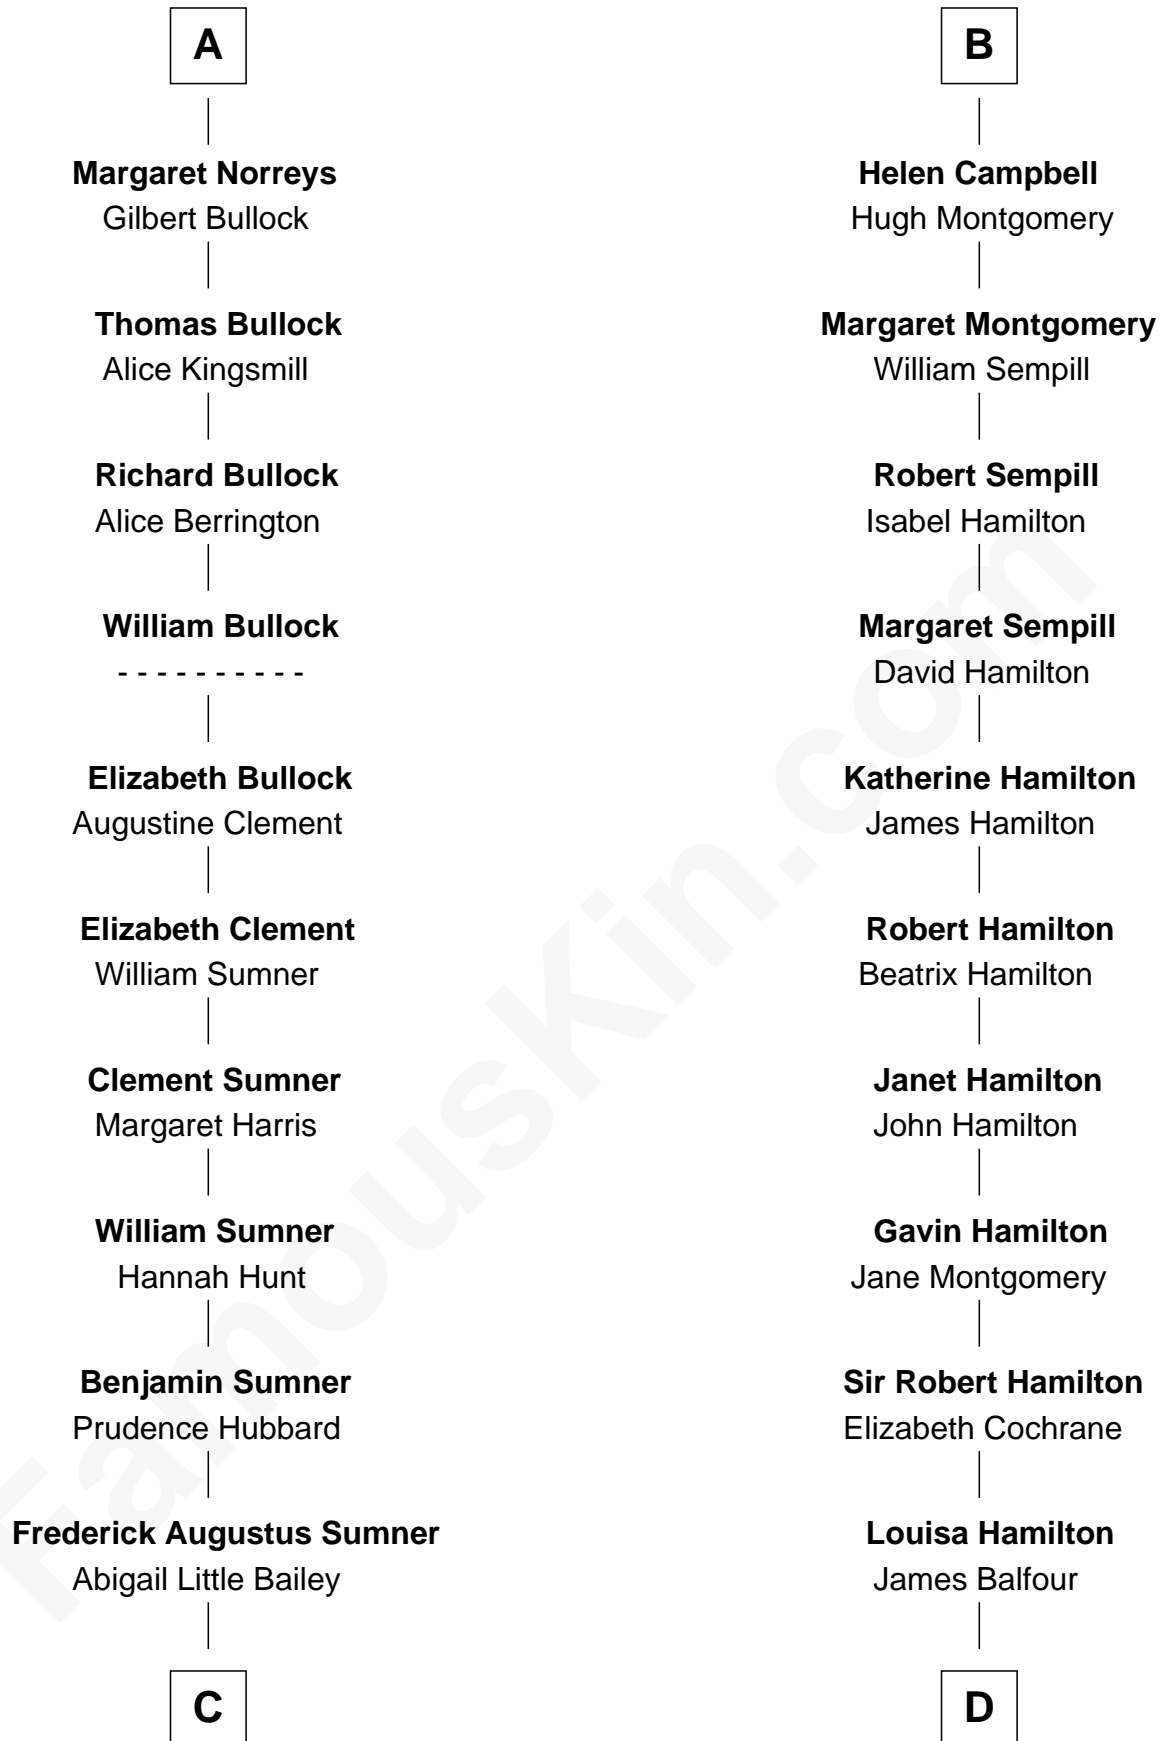 A
Margaret Norreys
Gilbert Bullock
Thomas Bullock
Alice Kingsmill
Richard Bullock
Alice Berrington
William Bullock
- - - - - - - - - -
Elizabeth Bullock
Augustine Clement
Elizabeth Clement
William Sumner
Clement Sumner
Margaret Harris
William Sumner
Hannah Hunt
Benjamin Sumner
Prudence Hubbard
Frederick Augustus Sumner
Abigail Little Bailey
C
B
Helen Campbell
Hugh Montgomery
Margaret Montgomery
William Sempill
Robert Sempill
Isabel Hamilton
Margaret Sempill
David Hamilton
Katherine Hamilton
James Hamilton
Robert Hamilton
Beatrix Hamilton
Janet Hamilton
John Hamilton
Gavin Hamilton
Jane Montgomery
Sir Robert Hamilton
Elizabeth Cochrane
Louisa Hamilton
James Balfour
D
FamousKin.com